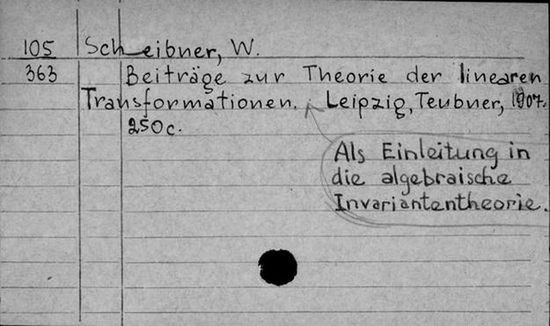 105 Scheibner, W.
363 Beiträge zur Theorie der linearen
Transformationen. Leipzig, Teubner, 1907.
250c.
Als Einleitung in
die algebraische
Invariantentheorie.